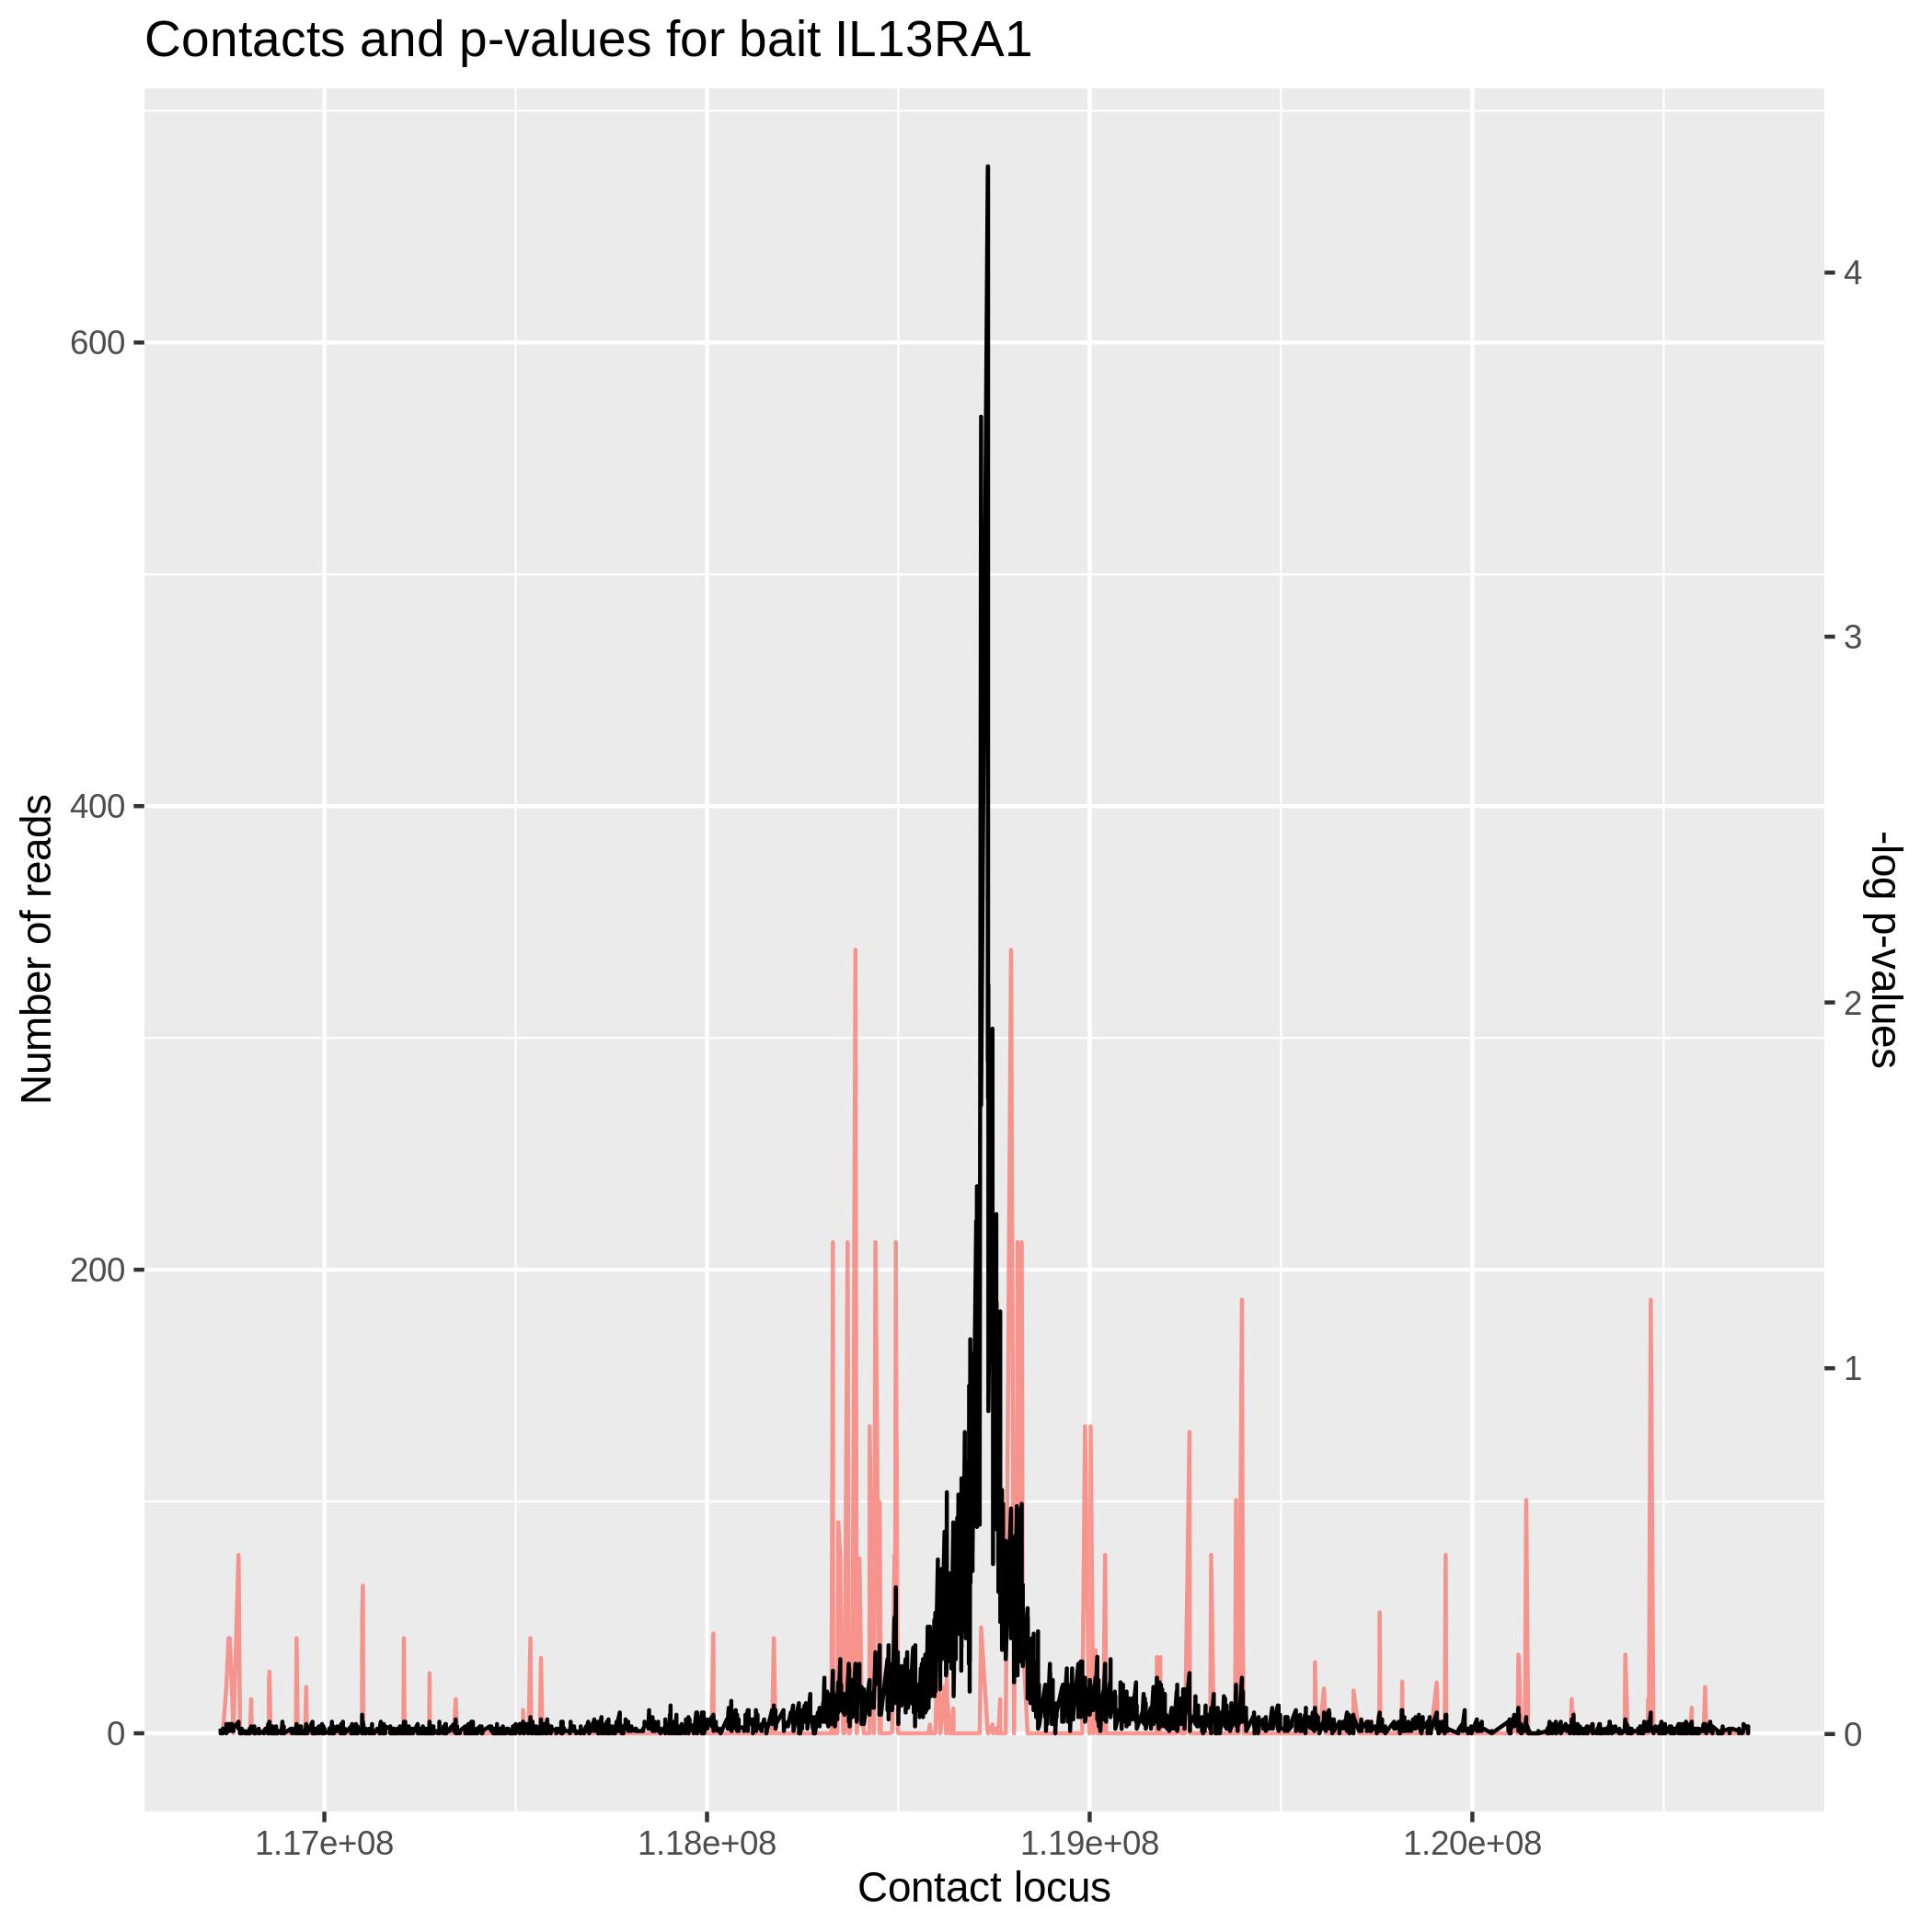 Contacts and p-values for bait IL13RA1
600
400
200
0
Number of reads
4
3
2
1
0
-log p-values
1.17e+08
1.18e+08
1.19e+08
1.20e+08
Contact locus